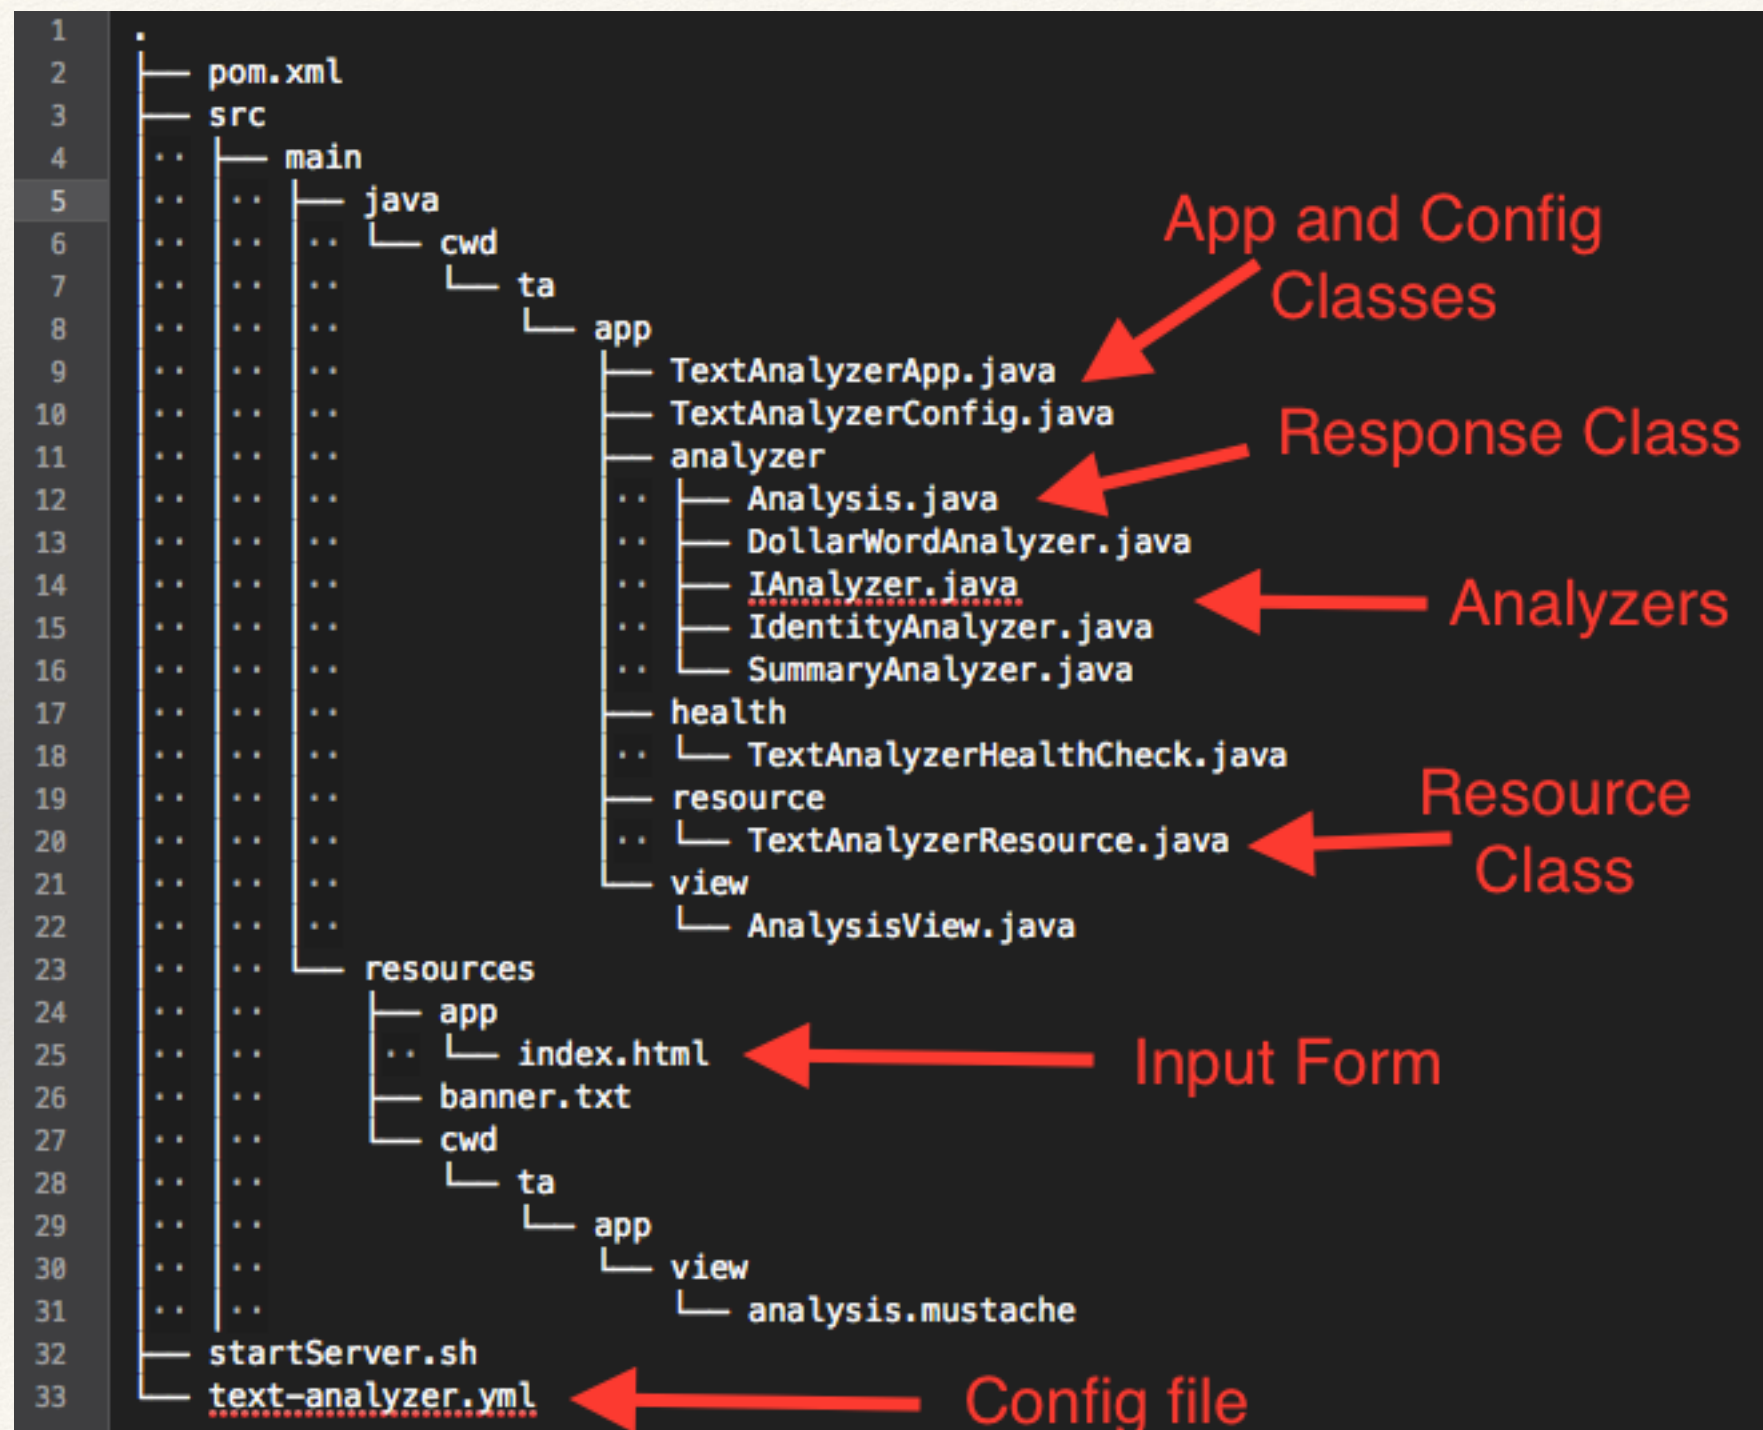 1 .
2 ├── pom.xml
3 ├── src
4 │·· ├── main
5 │·· │·· ├── java
6 │·· │·· │·· └── cwd
7 │·· │·· │··     └── ta
8 │·· │·· │··         └── app
9 │·· │·· │··             ├── TextAnalyzerApp.java
10 │·· │·· │··             ├── TextAnalyzerConfig.java
11 │·· │·· │··             ├── analyzer
12 │·· │·· │··             │·· ├── Analysis.java
13 │·· │·· │··             │·· ├── DollarWordAnalyzer.java
14 │·· │·· │··             │·· ├── IAnalyzer.java
15 │·· │·· │··             │·· ├── IdentityAnalyzer.java
16 │·· │·· │··             │·· └── SummaryAnalyzer.java
17 │·· │·· │··             ├── health
18 │·· │·· │··             │·· └── TextAnalyzerHealthCheck.java
19 │·· │·· │··             ├── resource
20 │·· │·· │··             │·· └── TextAnalyzerResource.java
21 │·· │·· │··             └── view
22 │·· │·· │··                 └── AnalysisView.java
23 │·· │·· └── resources
24 │·· │··     ├── app
25 │·· │··     │·· └── index.html
26 │·· │··     ├── banner.txt
27 │·· │··     └── cwd
28 │·· │··         └── ta
29 │·· │··             └── app
30 │·· │··                 └── view
31 │·· │··                     └── analysis.mustache
32 ├── startServer.sh
33 └── text-analyzer.yml
App and Config
Classes
Response Class
Analyzers
Resource
Class
Input Form
Config file